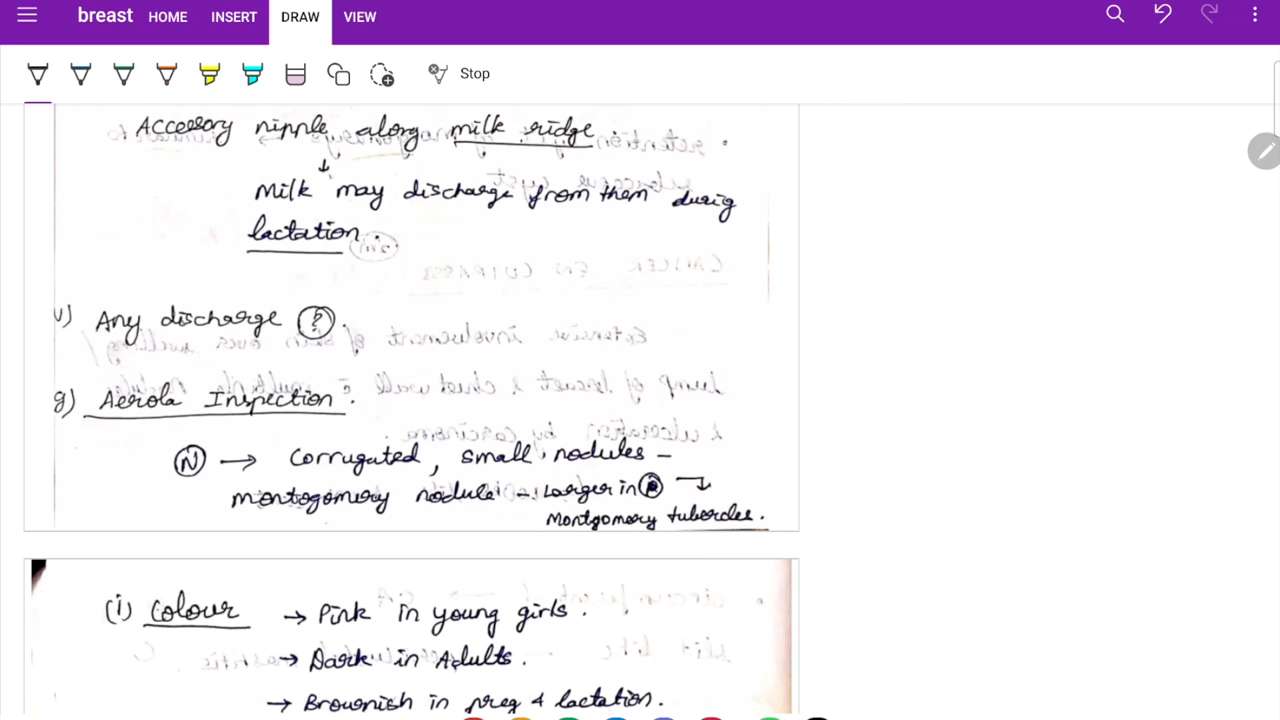 breast HOME INSERT DRAW VIEW
Stop
Accessory nipple along milk ridge.
↓
Milk may discharge from them during
lactation.
v) Any discharge ?.
g) Aerola Inspection.
N → Corrugated, small nodules –
montogomery nodule – Larger in P ↴
Montgomery tubercles.
(i) Colour → Pink in young girls.
→ Dark in Adults.
→ Brownish in preg & lactation.